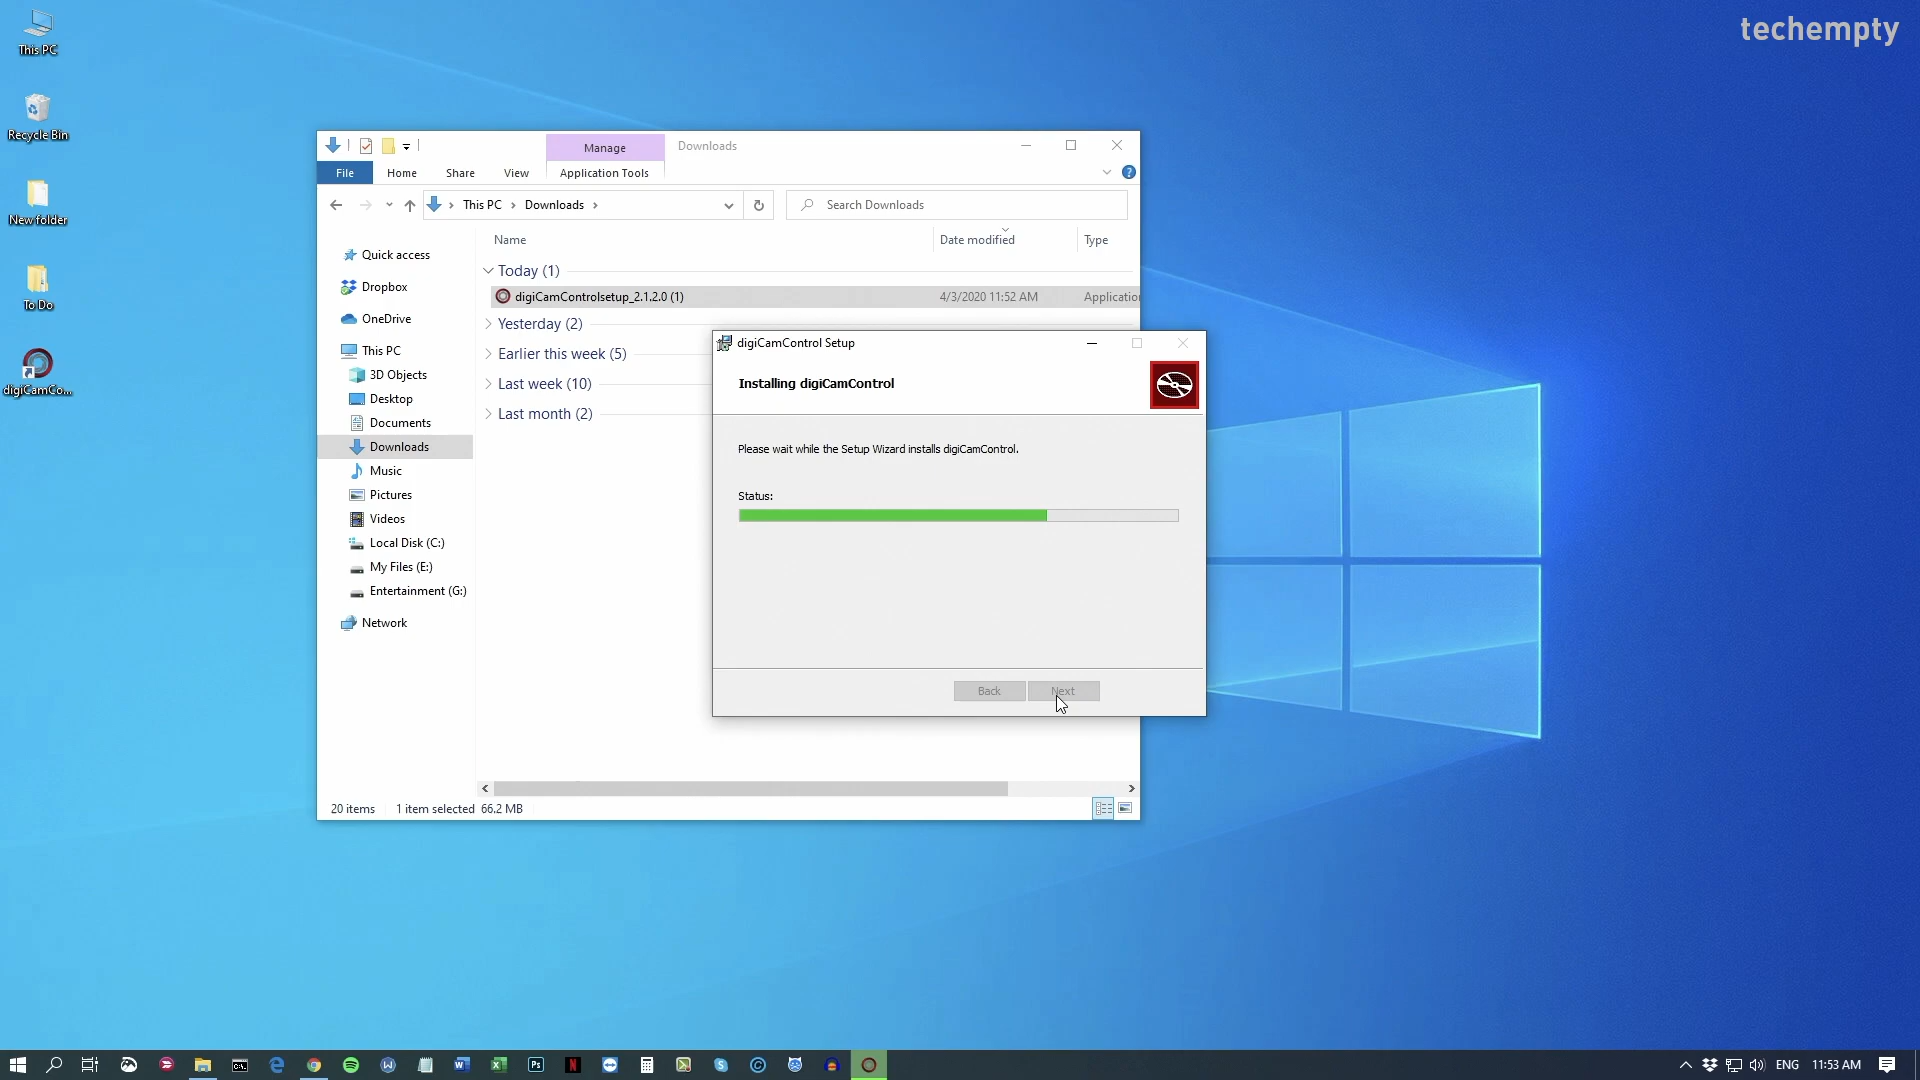 techempty
This PC
Recycle Bin
New folder
To Do
digiCamCo...
Manage
Downloads
File
Home
Share
View
Application Tools
This PC
Downloads
Search Downloads
Name
Date modified
Type
Quick access
Dropbox
OneDrive
This PC
3D Objects
Desktop
Documents
Downloads
Music
Pictures
Videos
Local Disk (C:)
My Files (E:)
Entertainment (G:)
Network
Today (1)
digiCamControlsetup_2.1.2.0 (1)
4/3/2020 11:52 AM
Applicatio
Yesterday (2)
Earlier this week (5)
Last week (10)
Last month (2)
20 items
1 item selected 66.2 MB
digiCamControl Setup
Installing digiCamControl
Please wait while the Setup Wizard installs digiCamControl.
Status:
Back
Next
ENG
11:53 AM